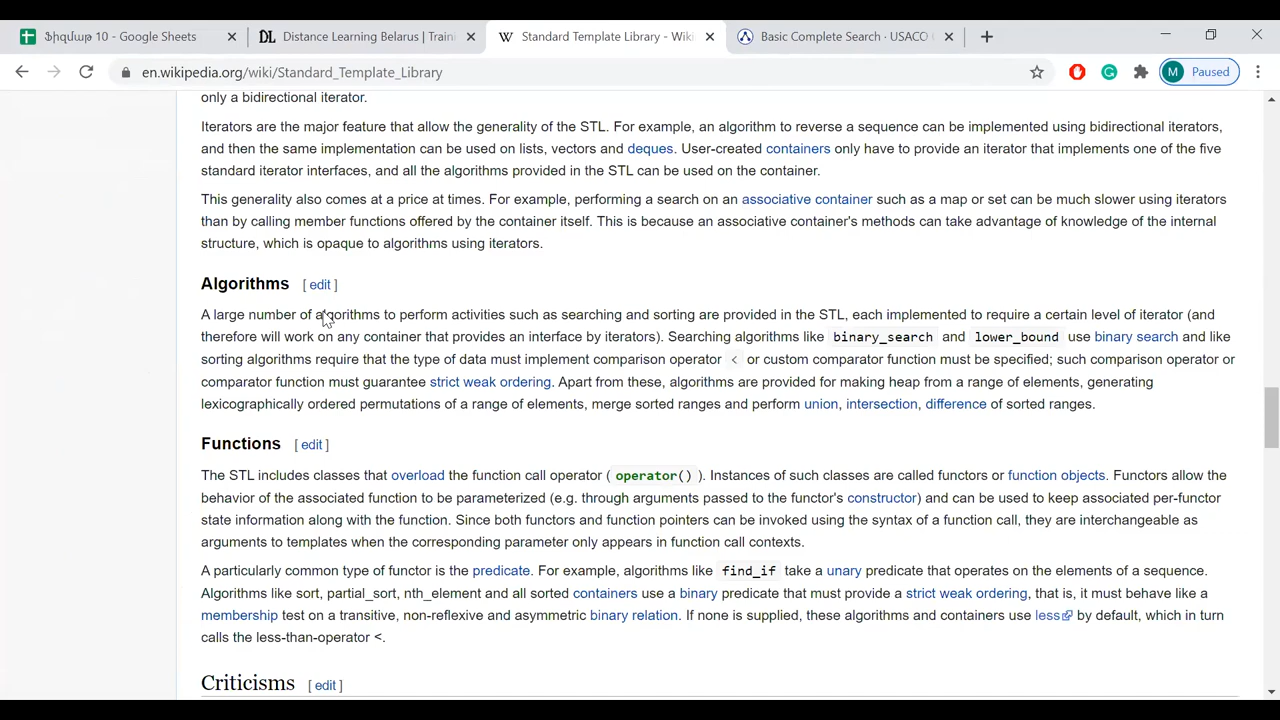 Ֆիզմաթ 10 - Google Sheets
Distance Learning Belarus | Traini
Standard Template Library - Wiki
Basic Complete Search · USACO
en.wikipedia.org/wiki/Standard_Template_Library
M Paused
only a bidirectional iterator.
Iterators are the major feature that allow the generality of the STL. For example, an algorithm to reverse a sequence can be implemented using bidirectional iterators,
and then the same implementation can be used on lists, vectors and deques. User-created containers only have to provide an iterator that implements one of the five
standard iterator interfaces, and all the algorithms provided in the STL can be used on the container.
This generality also comes at a price at times. For example, performing a search on an associative container such as a map or set can be much slower using iterators
than by calling member functions offered by the container itself. This is because an associative container's methods can take advantage of knowledge of the internal
structure, which is opaque to algorithms using iterators.
Algorithms [ edit ]
A large number of algorithms to perform activities such as searching and sorting are provided in the STL, each implemented to require a certain level of iterator (and
therefore will work on any container that provides an interface by iterators). Searching algorithms like binary_search and lower_bound use binary search and like
sorting algorithms require that the type of data must implement comparison operator < or custom comparator function must be specified; such comparison operator or
comparator function must guarantee strict weak ordering. Apart from these, algorithms are provided for making heap from a range of elements, generating
lexicographically ordered permutations of a range of elements, merge sorted ranges and perform union, intersection, difference of sorted ranges.
Functions [ edit ]
The STL includes classes that overload the function call operator ( operator() ). Instances of such classes are called functors or function objects. Functors allow the
behavior of the associated function to be parameterized (e.g. through arguments passed to the functor's constructor) and can be used to keep associated per-functor
state information along with the function. Since both functors and function pointers can be invoked using the syntax of a function call, they are interchangeable as
arguments to templates when the corresponding parameter only appears in function call contexts.
A particularly common type of functor is the predicate. For example, algorithms like find_if take a unary predicate that operates on the elements of a sequence.
Algorithms like sort, partial_sort, nth_element and all sorted containers use a binary predicate that must provide a strict weak ordering, that is, it must behave like a
membership test on a transitive, non-reflexive and asymmetric binary relation. If none is supplied, these algorithms and containers use less by default, which in turn
calls the less-than-operator <.
Criticisms [ edit ]